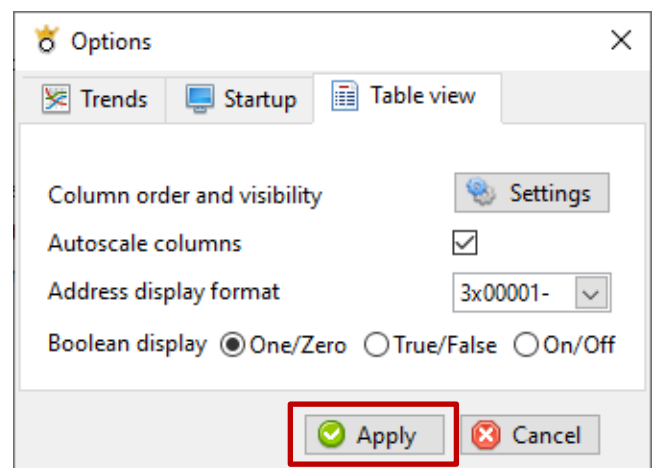 Options
Trends Startup Table view
Column order and visibility Settings
Autoscale columns
Address display format 3x00001-
Boolean display One/Zero True/False On/Off
Apply Cancel